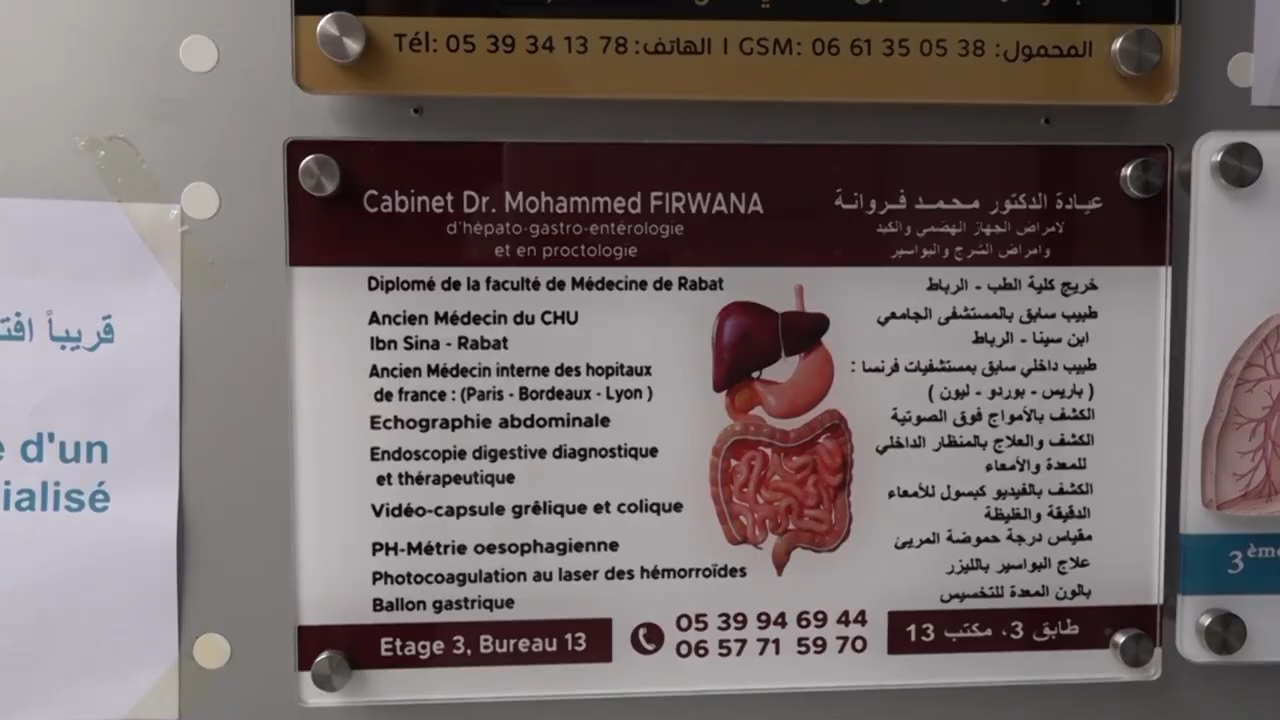 Tél: 05 39 34 13 78 :الهاتف I GSM: 06 61 35 05 38 :المحمول
Cabinet Dr. Mohammed FIRWANA
d'hépato-gastro-entérologie
et en proctologie
عيادة الدكتور محمد فروانة
لامراض الجهاز الهضمي والكبد
وامراض الشرج والبواسير
Diplomé de la faculté de Médecine de Rabat
Ancien Médecin du CHU
Ibn Sina - Rabat
Ancien Médecin interne des hopitaux
de france : (Paris - Bordeaux - Lyon )
Echographie abdominale
Endoscopie digestive diagnostique
et thérapeutique
Vidéo-capsule grêlique et colique
PH-Métrie oesophagienne
Photocoagulation au laser des hémorroïdes
Ballon gastrique
خريج كلية الطب - الرباط
طبيب سابق بالمستشفى الجامعي
ابن سينا - الرباط
طبيب داخلي سابق بمستشفيات فرنسا :
( باريس - بوردو - ليون )
الكشف بالأمواج فوق الصوتية
الكشف والعلاج بالمنظار الداخلي
للمعدة والأمعاء
الكشف بالفيديو كبسول للأمعاء
الدقيقة والغليظة
مقياس درجة حموضة المريئ
علاج البواسير بالليزر
بالون المعدة للتخسيس
Etage 3, Bureau 13
05 39 94 69 44
06 57 71 59 70
طابق 3، مكتب 13
قريباً
d'un
3ème